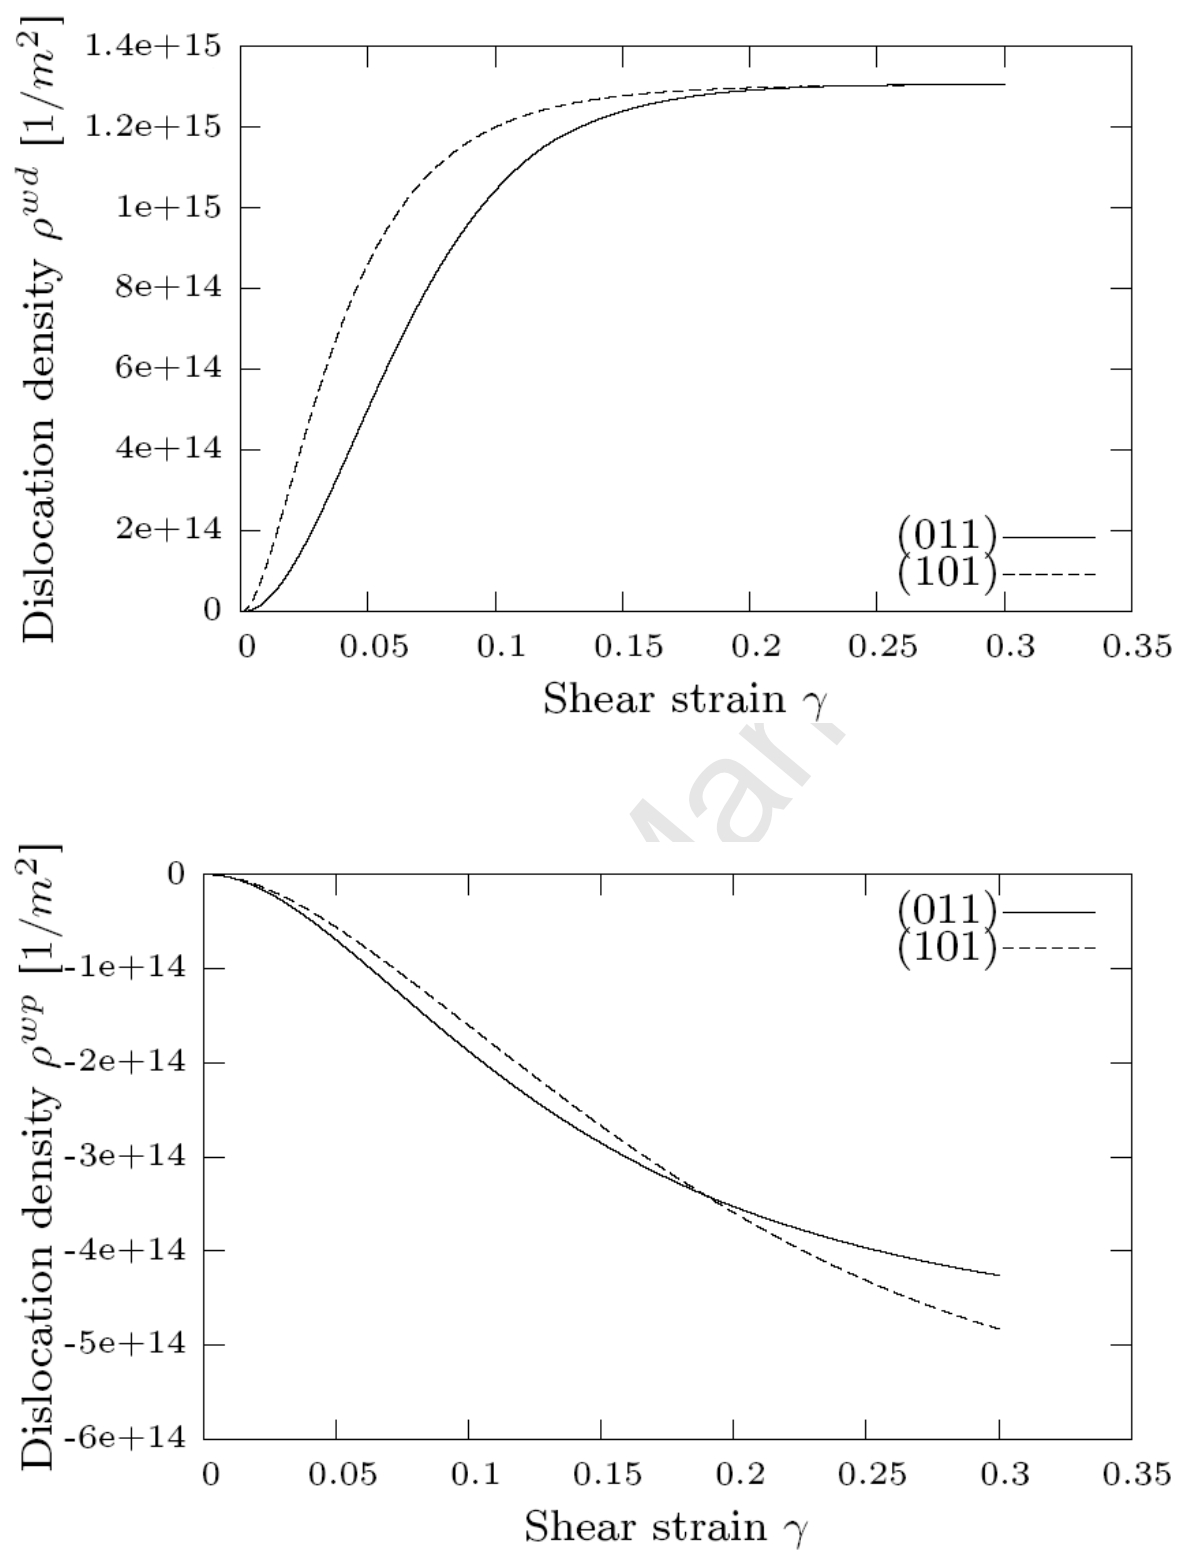 Dislocation density ρ^{wd} [1/m^2]
1.4e+15
1.2e+15
1e+15
8e+14
6e+14
4e+14
2e+14
0
(011)
(101)
0 0.05 0.1 0.15 0.2 0.25 0.3 0.35
Shear strain γ
Man
Dislocation density ρ^{wp} [1/m^2]
0
-1e+14
-2e+14
-3e+14
-4e+14
-5e+14
-6e+14
(011)
(101)
0 0.05 0.1 0.15 0.2 0.25 0.3 0.35
Shear strain γ